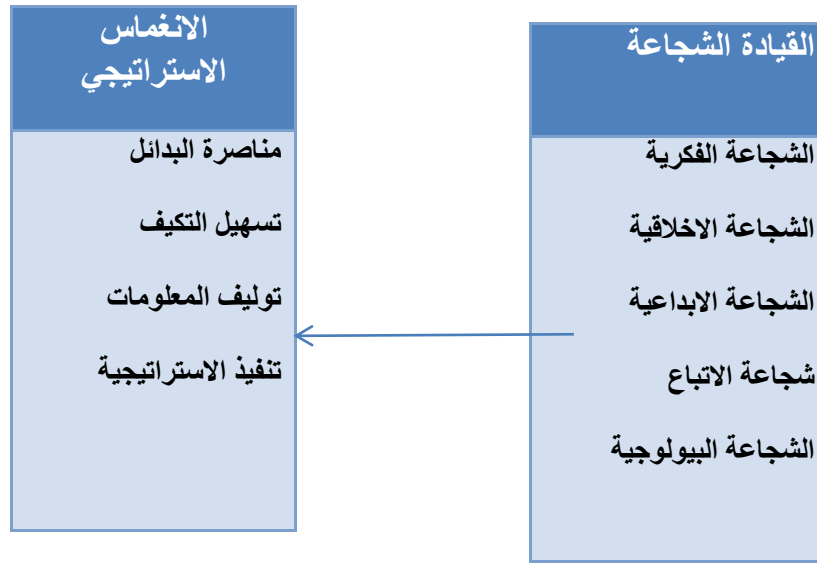 القيادة الشجاعة
الشجاعة الفكرية
الشجاعة الاخلاقية
الشجاعة الابداعية
شجاعة الاتباع
الشجاعة البيولوجية
الانغماس
الاستراتيجي
مناصرة البدائل
تسهيل التكيف
توليف المعلومات
تنفيذ الاستراتيجية